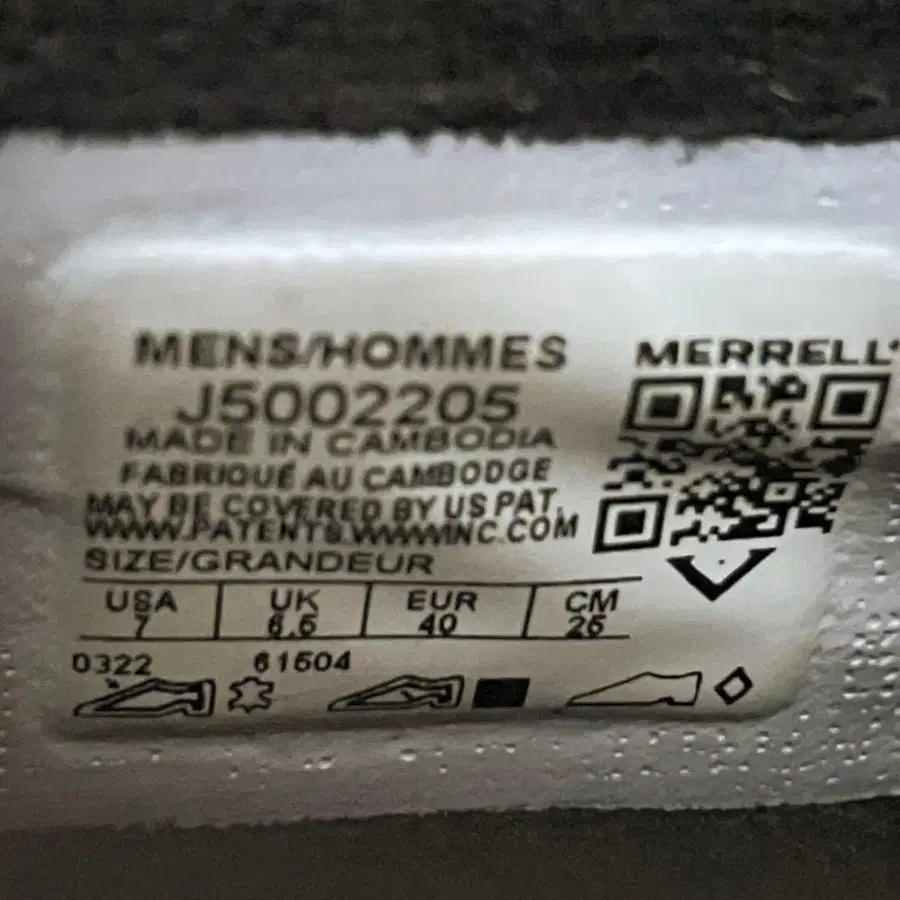 MENS/HOMMES
J5002205
MADE IN CAMBODIA
FABRIQUÉ AU CAMBODGE
MAY BE COVERED BY US PAT.
WWW.PATENTS.WWWINC.COM
SIZE/GRANDEUR
USA UK EUR CM
7 6.5 40 25
0322 61504
MERRELL